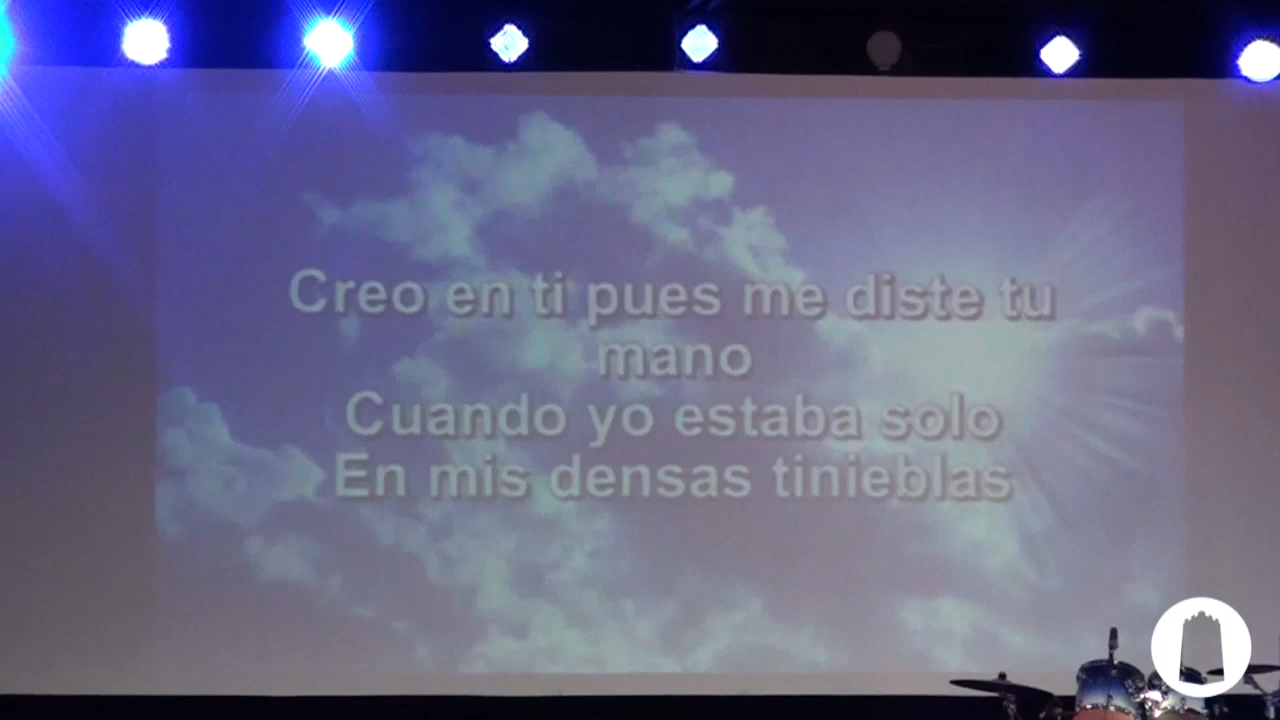 Creo en ti pues me diste tu
mano
Cuando yo estaba solo
En mis densas tinieblas